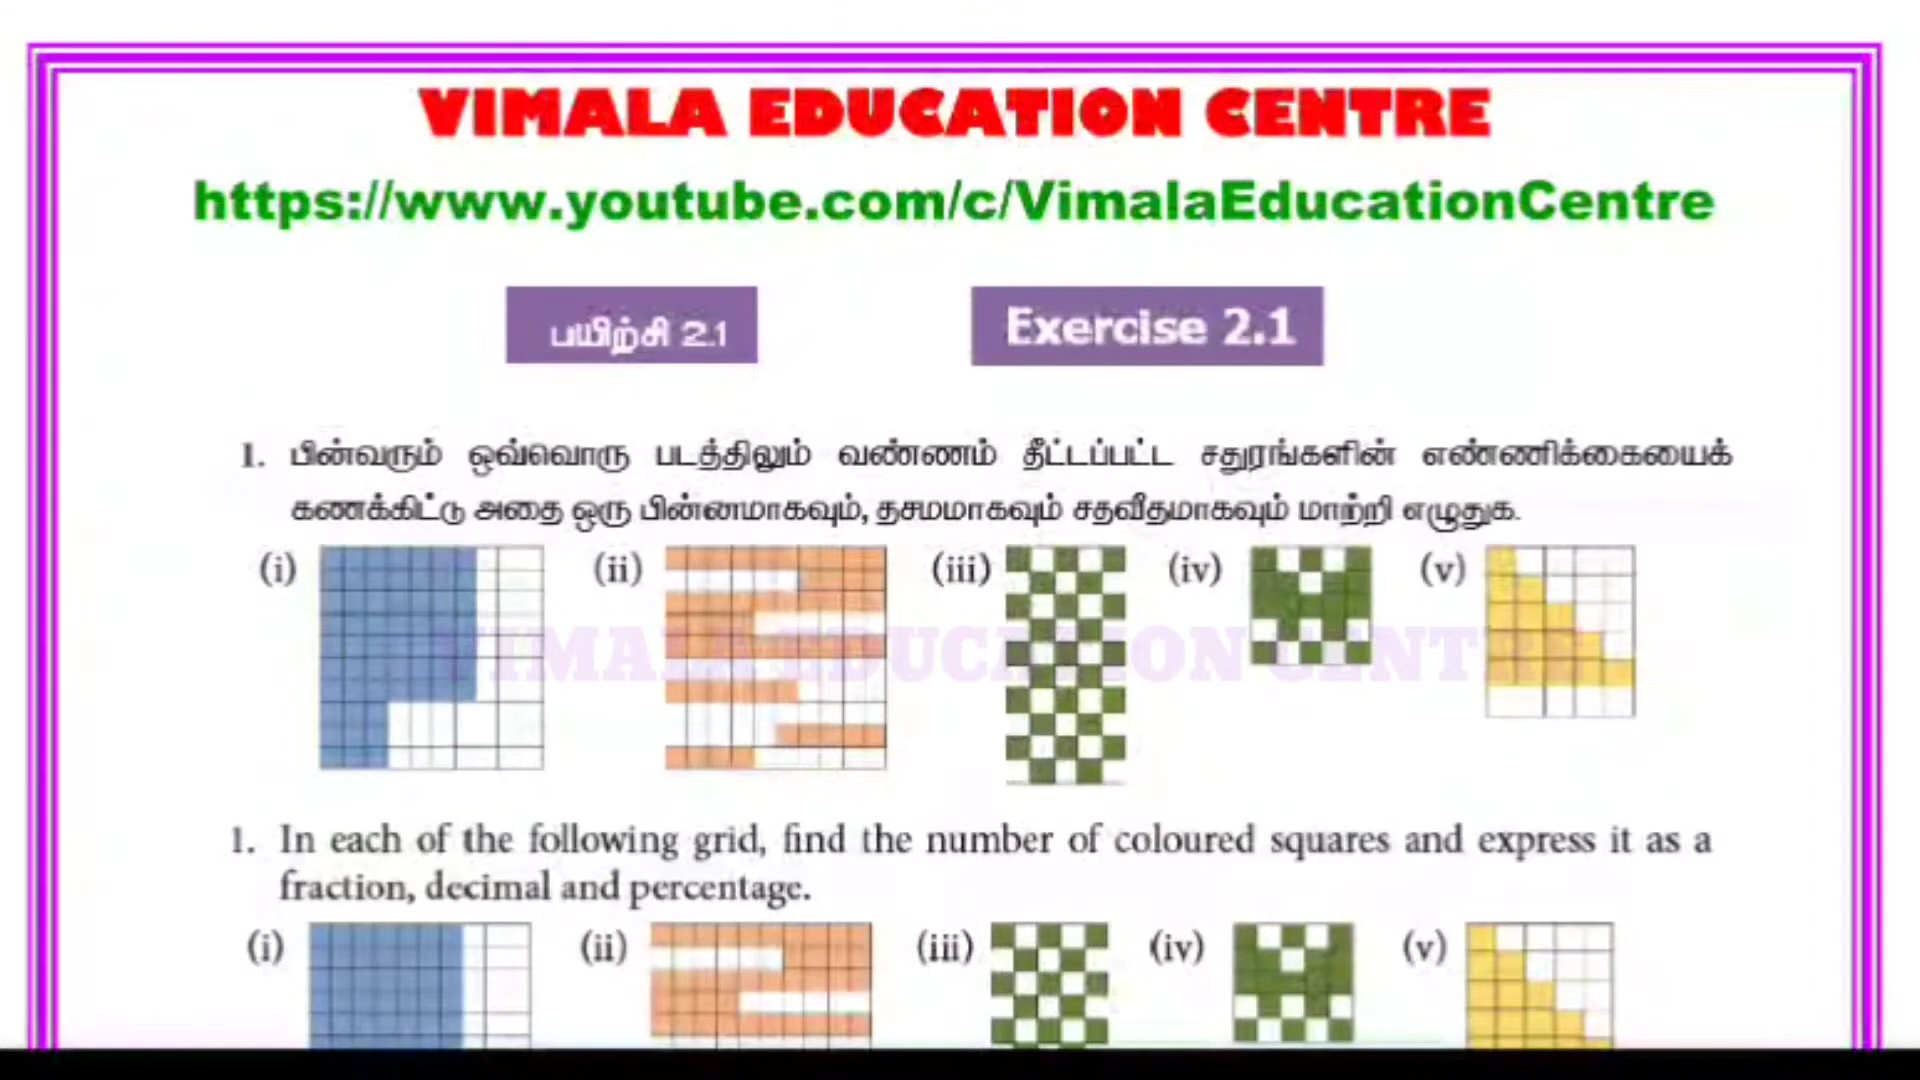 VIMALA EDUCATION CENTRE
https://www.youtube.com/c/VimalaEducationCentre
பயிற்சி 2.1 Exercise 2.1
1. பின்வரும் ஒவ்வொரு படத்திலும் வண்ணம் தீட்டப்பட்ட சதுரங்களின் எண்ணிக்கையைக்
கணக்கிட்டு அதை ஒரு பின்னமாகவும், தசமமாகவும் சதவீதமாகவும் மாற்றி எழுதுக.
(i) (ii) (iii) (iv) (v)
VIMALA EDUCATION CENTR
1. In each of the following grid, find the number of coloured squares and express it as a
fraction, decimal and percentage.
(i) (ii) (iii) (iv) (v)